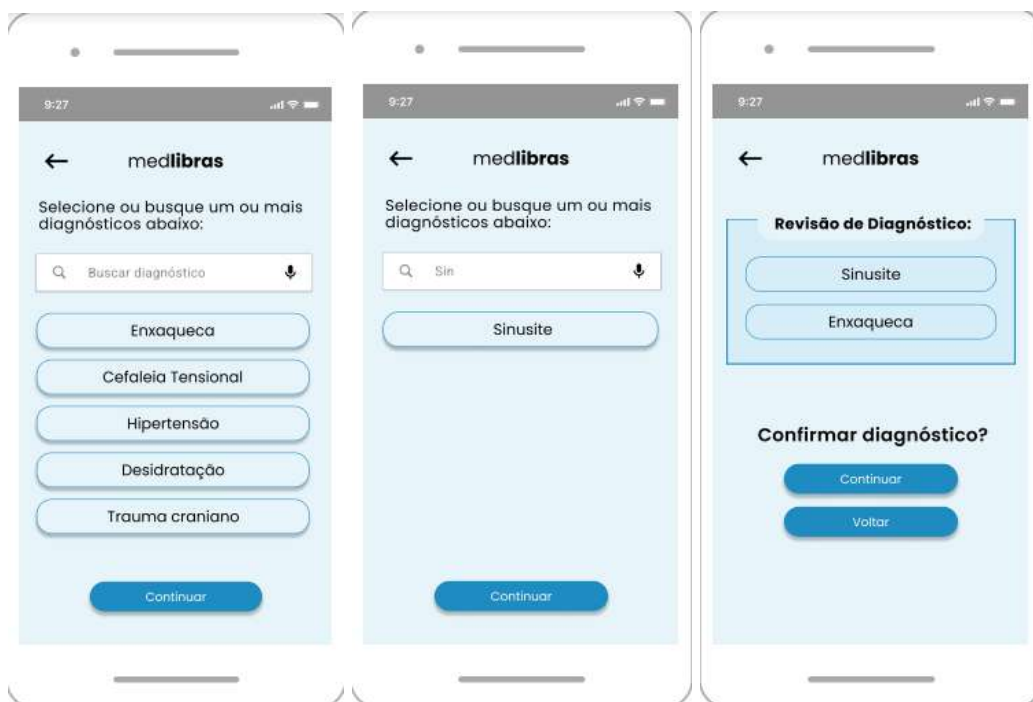 9:27
medlibras
Selecione ou busque um ou mais
diagnósticos abaixo:
Buscar diagnóstico
Enxaqueca
Cefaleia Tensional
Hipertensão
Desidratação
Trauma craniano
Continuar
9:27
medlibras
Selecione ou busque um ou mais
diagnósticos abaixo:
Sin
Sinusite
Continuar
9:27
medlibras
Revisão de Diagnóstico:
Sinusite
Enxaqueca
Confirmar diagnóstico?
Continuar
Voltar